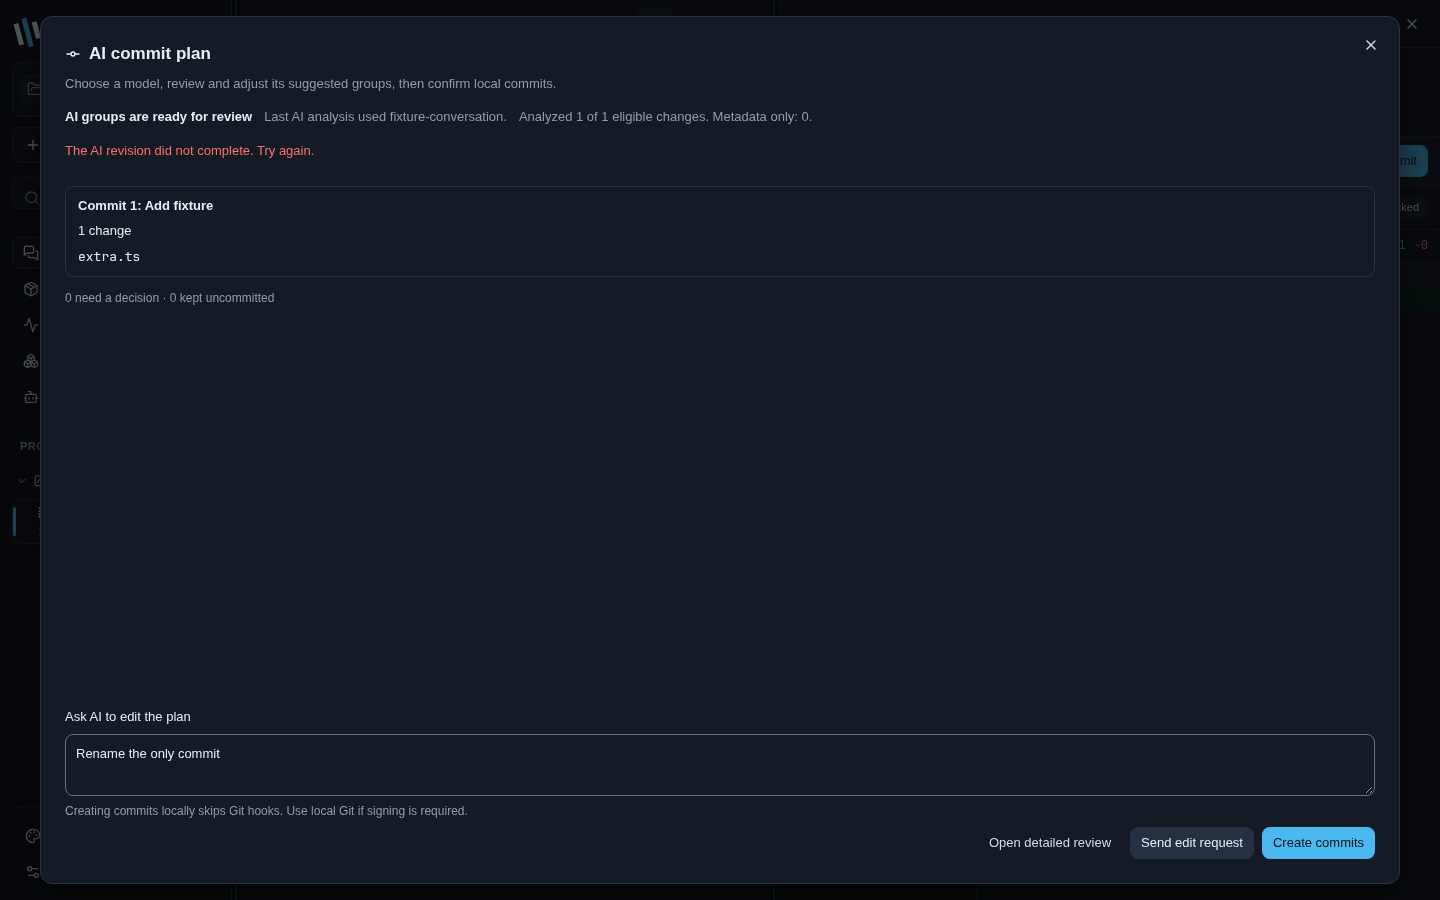 AI commit plan
Choose a model, review and adjust its suggested groups, then confirm local commits.
AI groups are ready for review Last AI analysis used fixture-conversation. Analyzed 1 of 1 eligible changes. Metadata only: 0.
The AI revision did not complete. Try again.
Commit 1: Add fixture
1 change
extra.ts
0 need a decision · 0 kept uncommitted
Ask AI to edit the plan
Rename the only commit
Creating commits locally skips Git hooks. Use local Git if signing is required.
Open detailed review Send edit request Create commits
-0